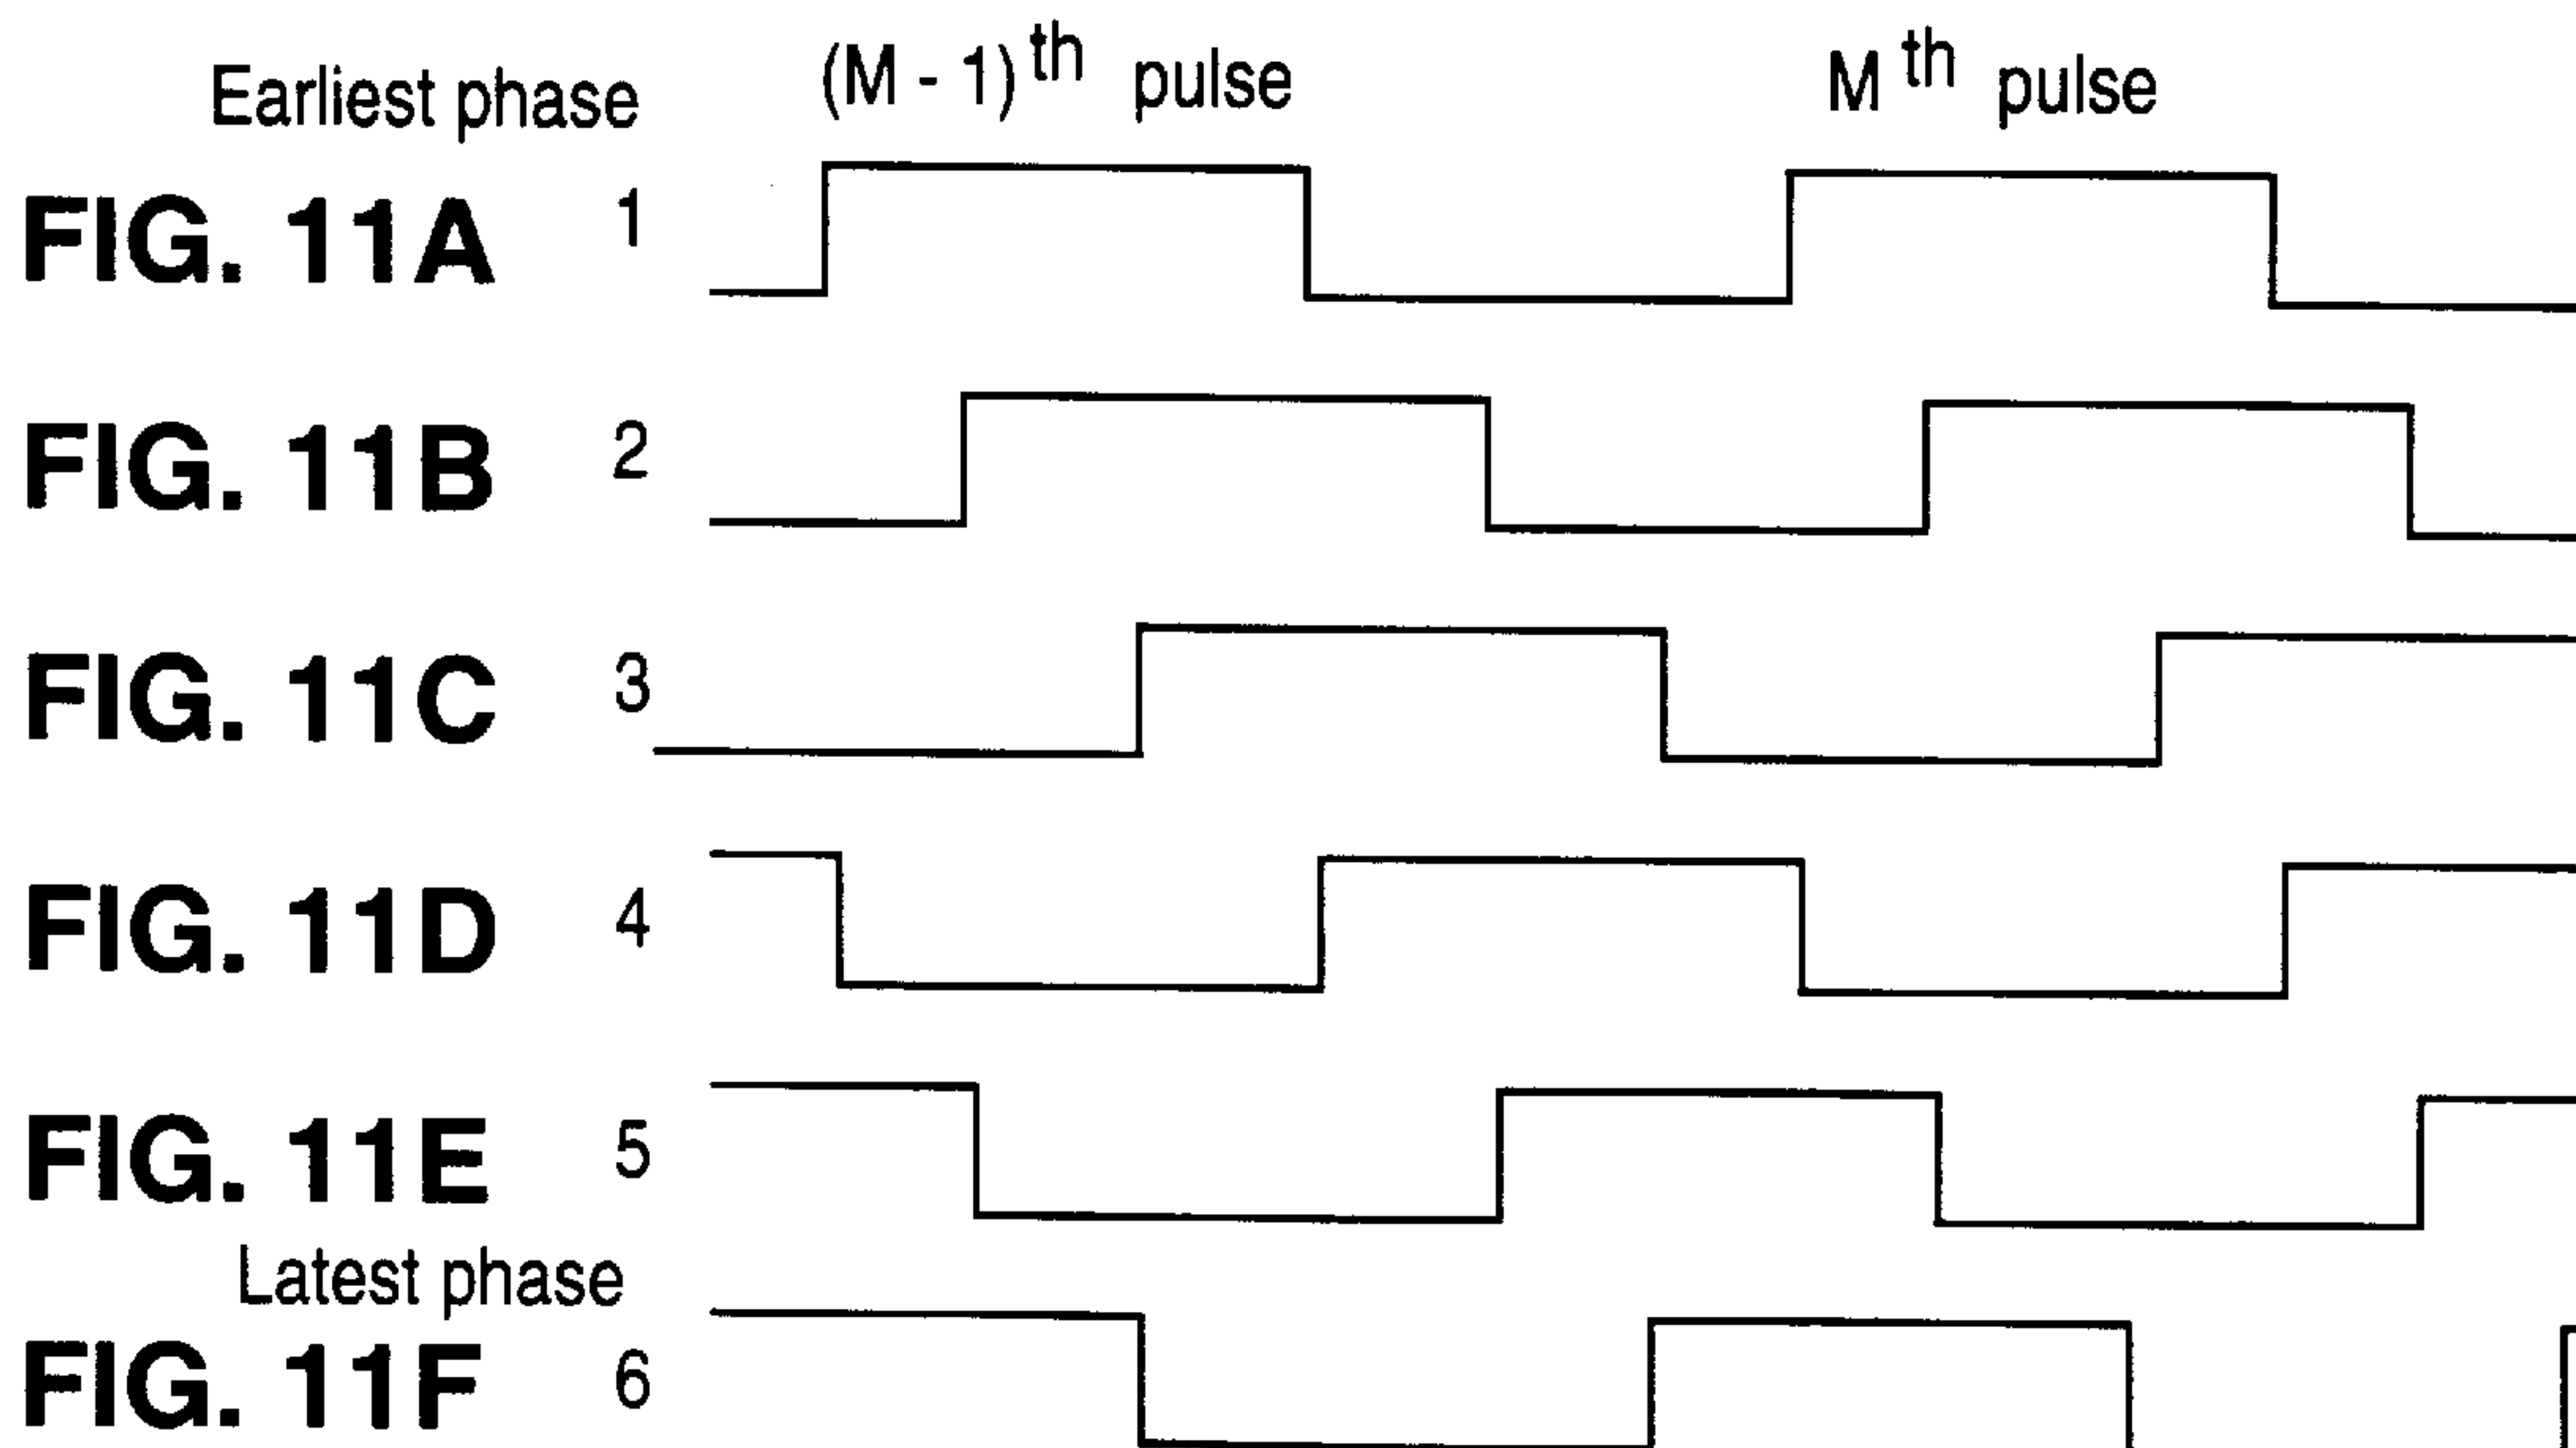 Earliest phase (M - 1)th pulse Mth pulse
FIG. 11A 1
FIG. 11B 2
FIG. 11C 3
FIG. 11D 4
FIG. 11E 5
Latest phase
FIG. 11F 6